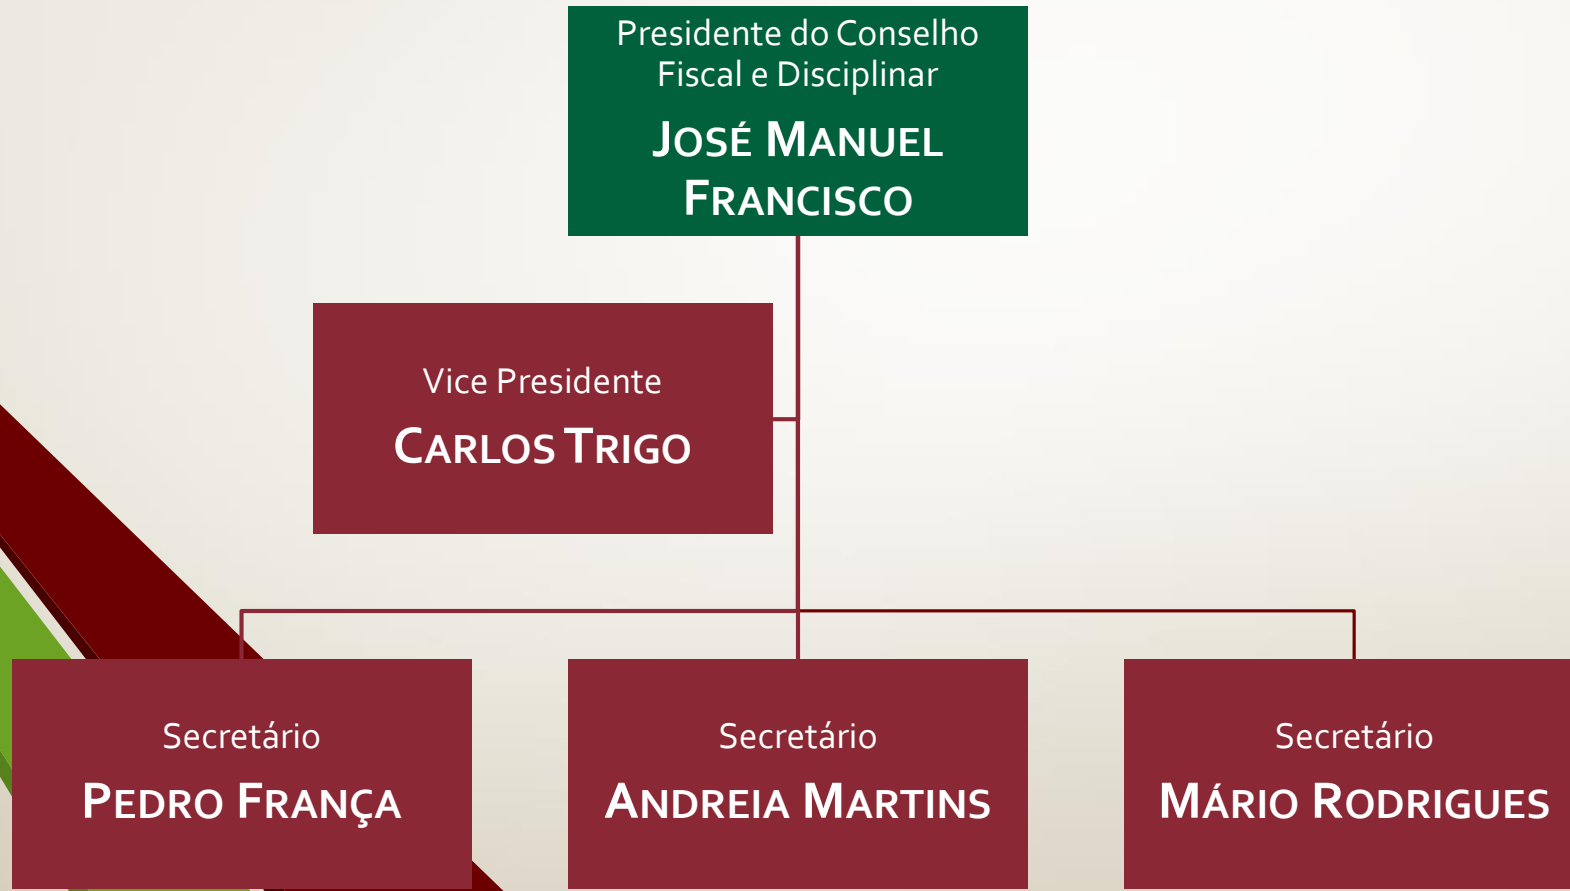 Presidente do Conselho
Fiscal e Disciplinar
JOSÉ MANUEL
FRANCISCO
Vice Presidente
CARLOS TRIGO
Secretário
PEDRO FRANÇA
Secretário
ANDREIA MARTINS
Secretário
MÁRIO RODRIGUES